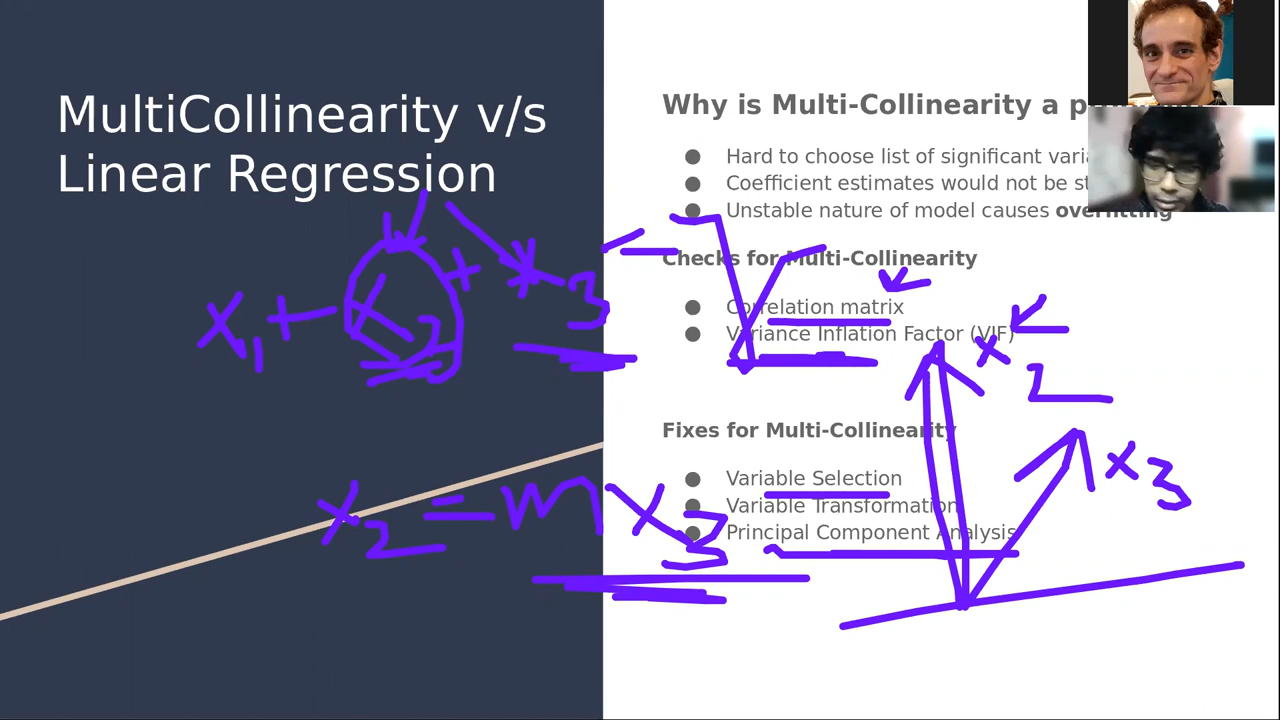 MultiCollinearity v/s
Linear Regression
x₁ + x₂ + x₃
x₂ = m x₃
Why is Multi-Collinearity a
● Hard to choose list of significant
● Coefficient estimates would not be
● Unstable nature of model causes overfitting
Checks for Multi-Collinearity
● Correlation matrix
● Variance Inflation Factor (VIF)
x₂
Fixes for Multi-Collinearity
x₃
● Variable Selection
● Variable Transformation
● Principal Component Analysis